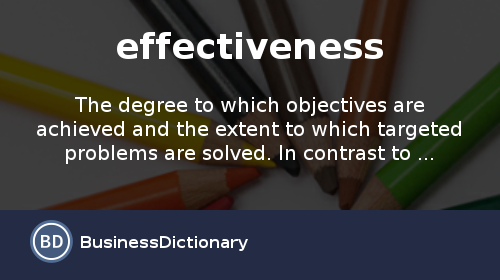 effectiveness
The degree to which objectives are
achieved and the extent to which targeted
problems are solved. In contrast to ...
BD BusinessDictionary